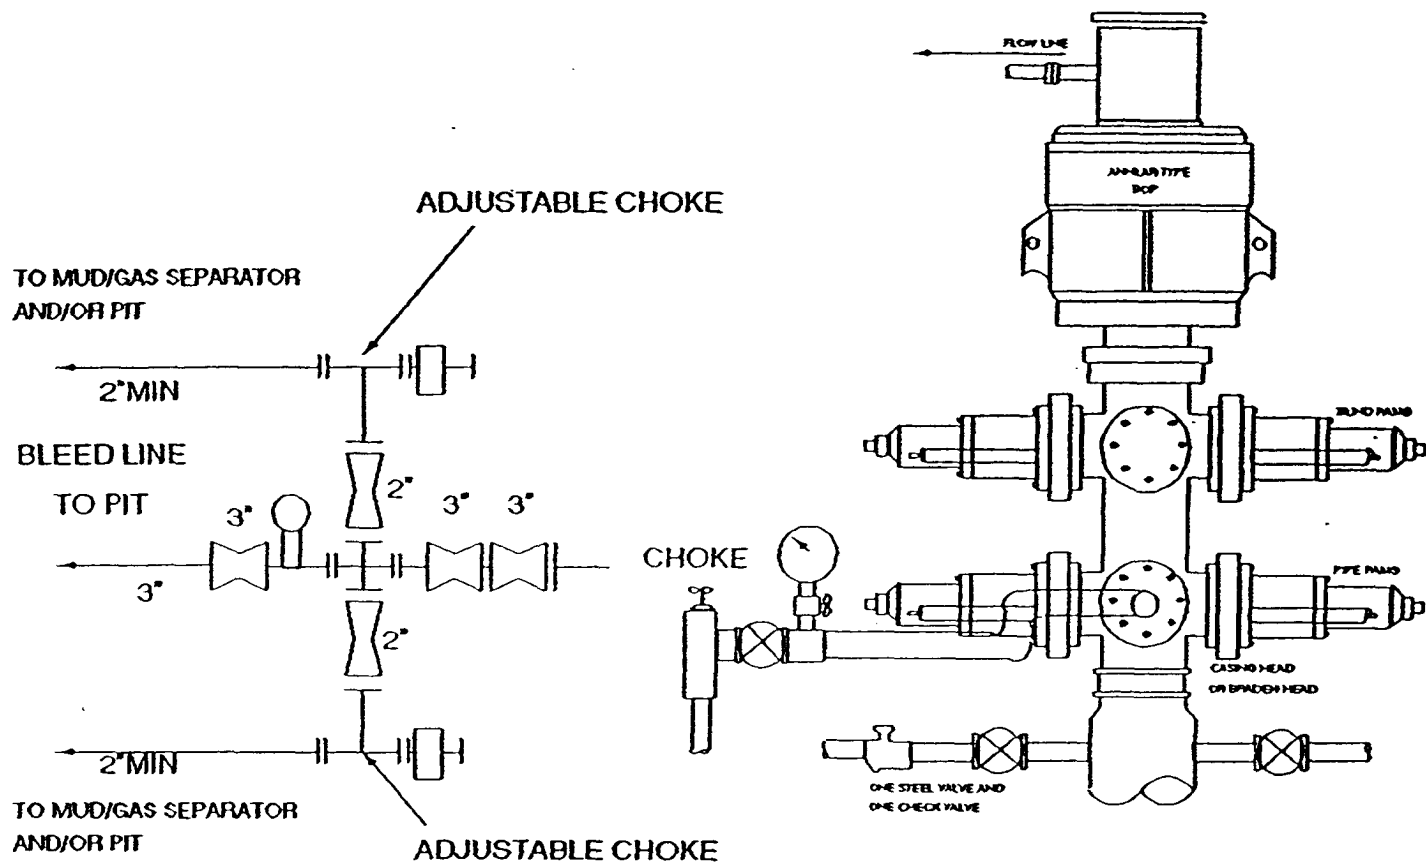 FLOW LINE
ANNULAR TYPE
BOP
ADJUSTABLE CHOKE
TO MUD/GAS SEPARATOR
AND/OR PIT
2" MIN
BLIND RAMS
BLEED LINE
TO PIT
2"
3"
3"
3"
CHOKE
3"
PIPE RAMS
2"
CASING HEAD
OR BRADEN HEAD
2" MIN
ONE STEEL VALVE AND
ONE CHECK VALVE
TO MUD/GAS SEPARATOR
AND/OR PIT
ADJUSTABLE CHOKE